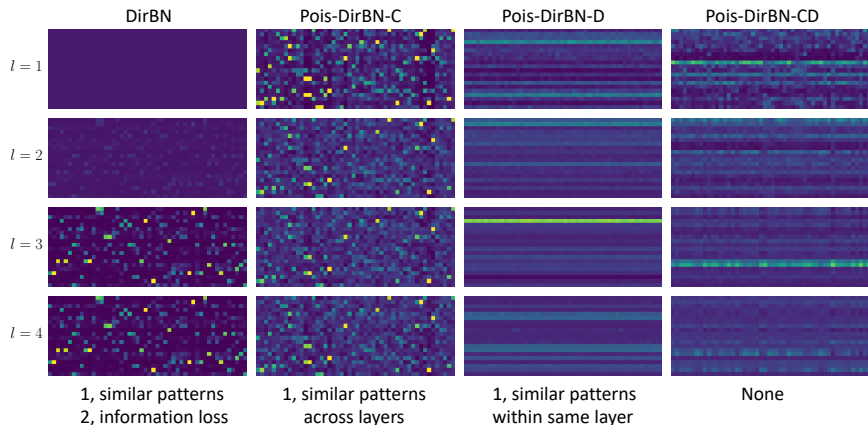 DirBN
Pois-DirBN-C
Pois-DirBN-D
Pois-DirBN-CD
l = 1
l = 2
l = 3
l = 4
1, similar patterns
2, information loss
1, similar patterns
across layers
1, similar patterns
within same layer
None